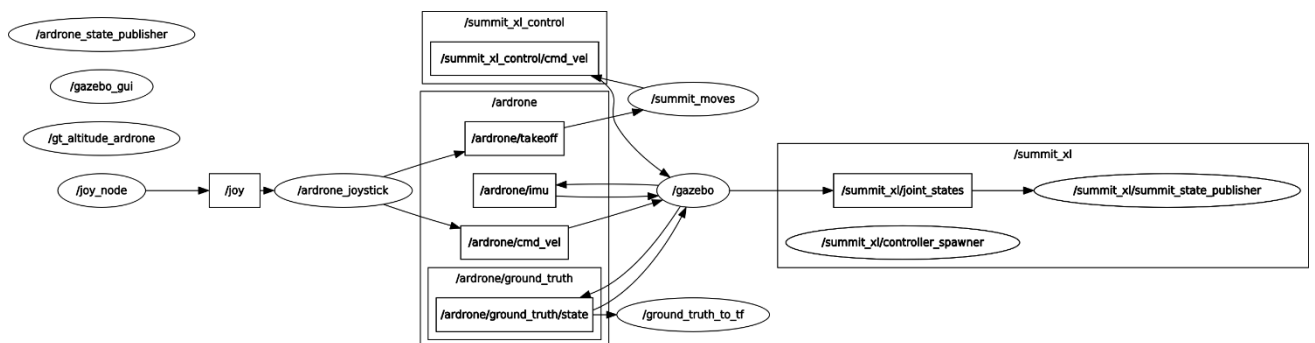 /ardrone_state_publisher
/gazebo_gui
/gt_altitude_ardrone
/joy_node
/joy
/ardrone_joystick
/summit_xl_control
/summit_xl_control/cmd_vel
/ardrone
/ardrone/takeoff
/ardrone/imu
/ardrone/cmd_vel
/ardrone/ground_truth
/ardrone/ground_truth/state
/summit_moves
/gazebo
/ground_truth_to_tf
/summit_xl
/summit_xl/joint_states
/summit_xl/summit_state_publisher
/summit_xl/controller_spawner